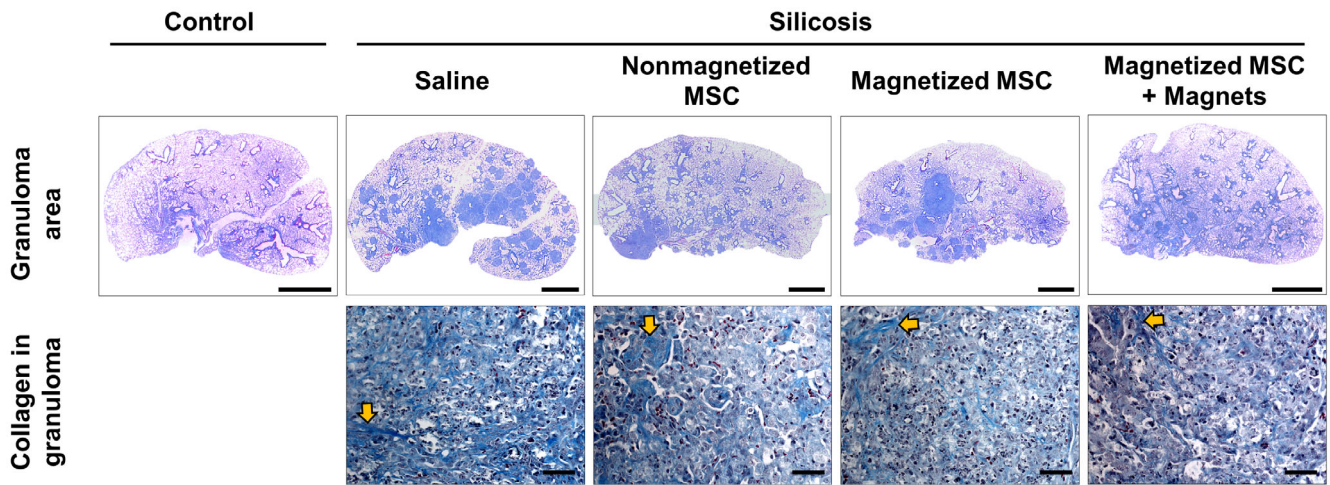 Control
Silicosis
Saline
Nonmagnetized
MSC
Magnetized MSC
Magnetized MSC
+ Magnets
Granuloma
area
Collagen in
granuloma